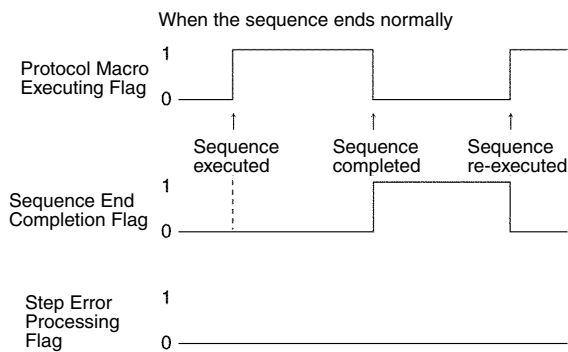 When the sequence ends normally
1
Protocol Macro
Executing Flag
0
Sequence
executed
Sequence
completed
Sequence
re-executed
1
Sequence End
Completion Flag
0
1
Step Error
Processing
Flag
0